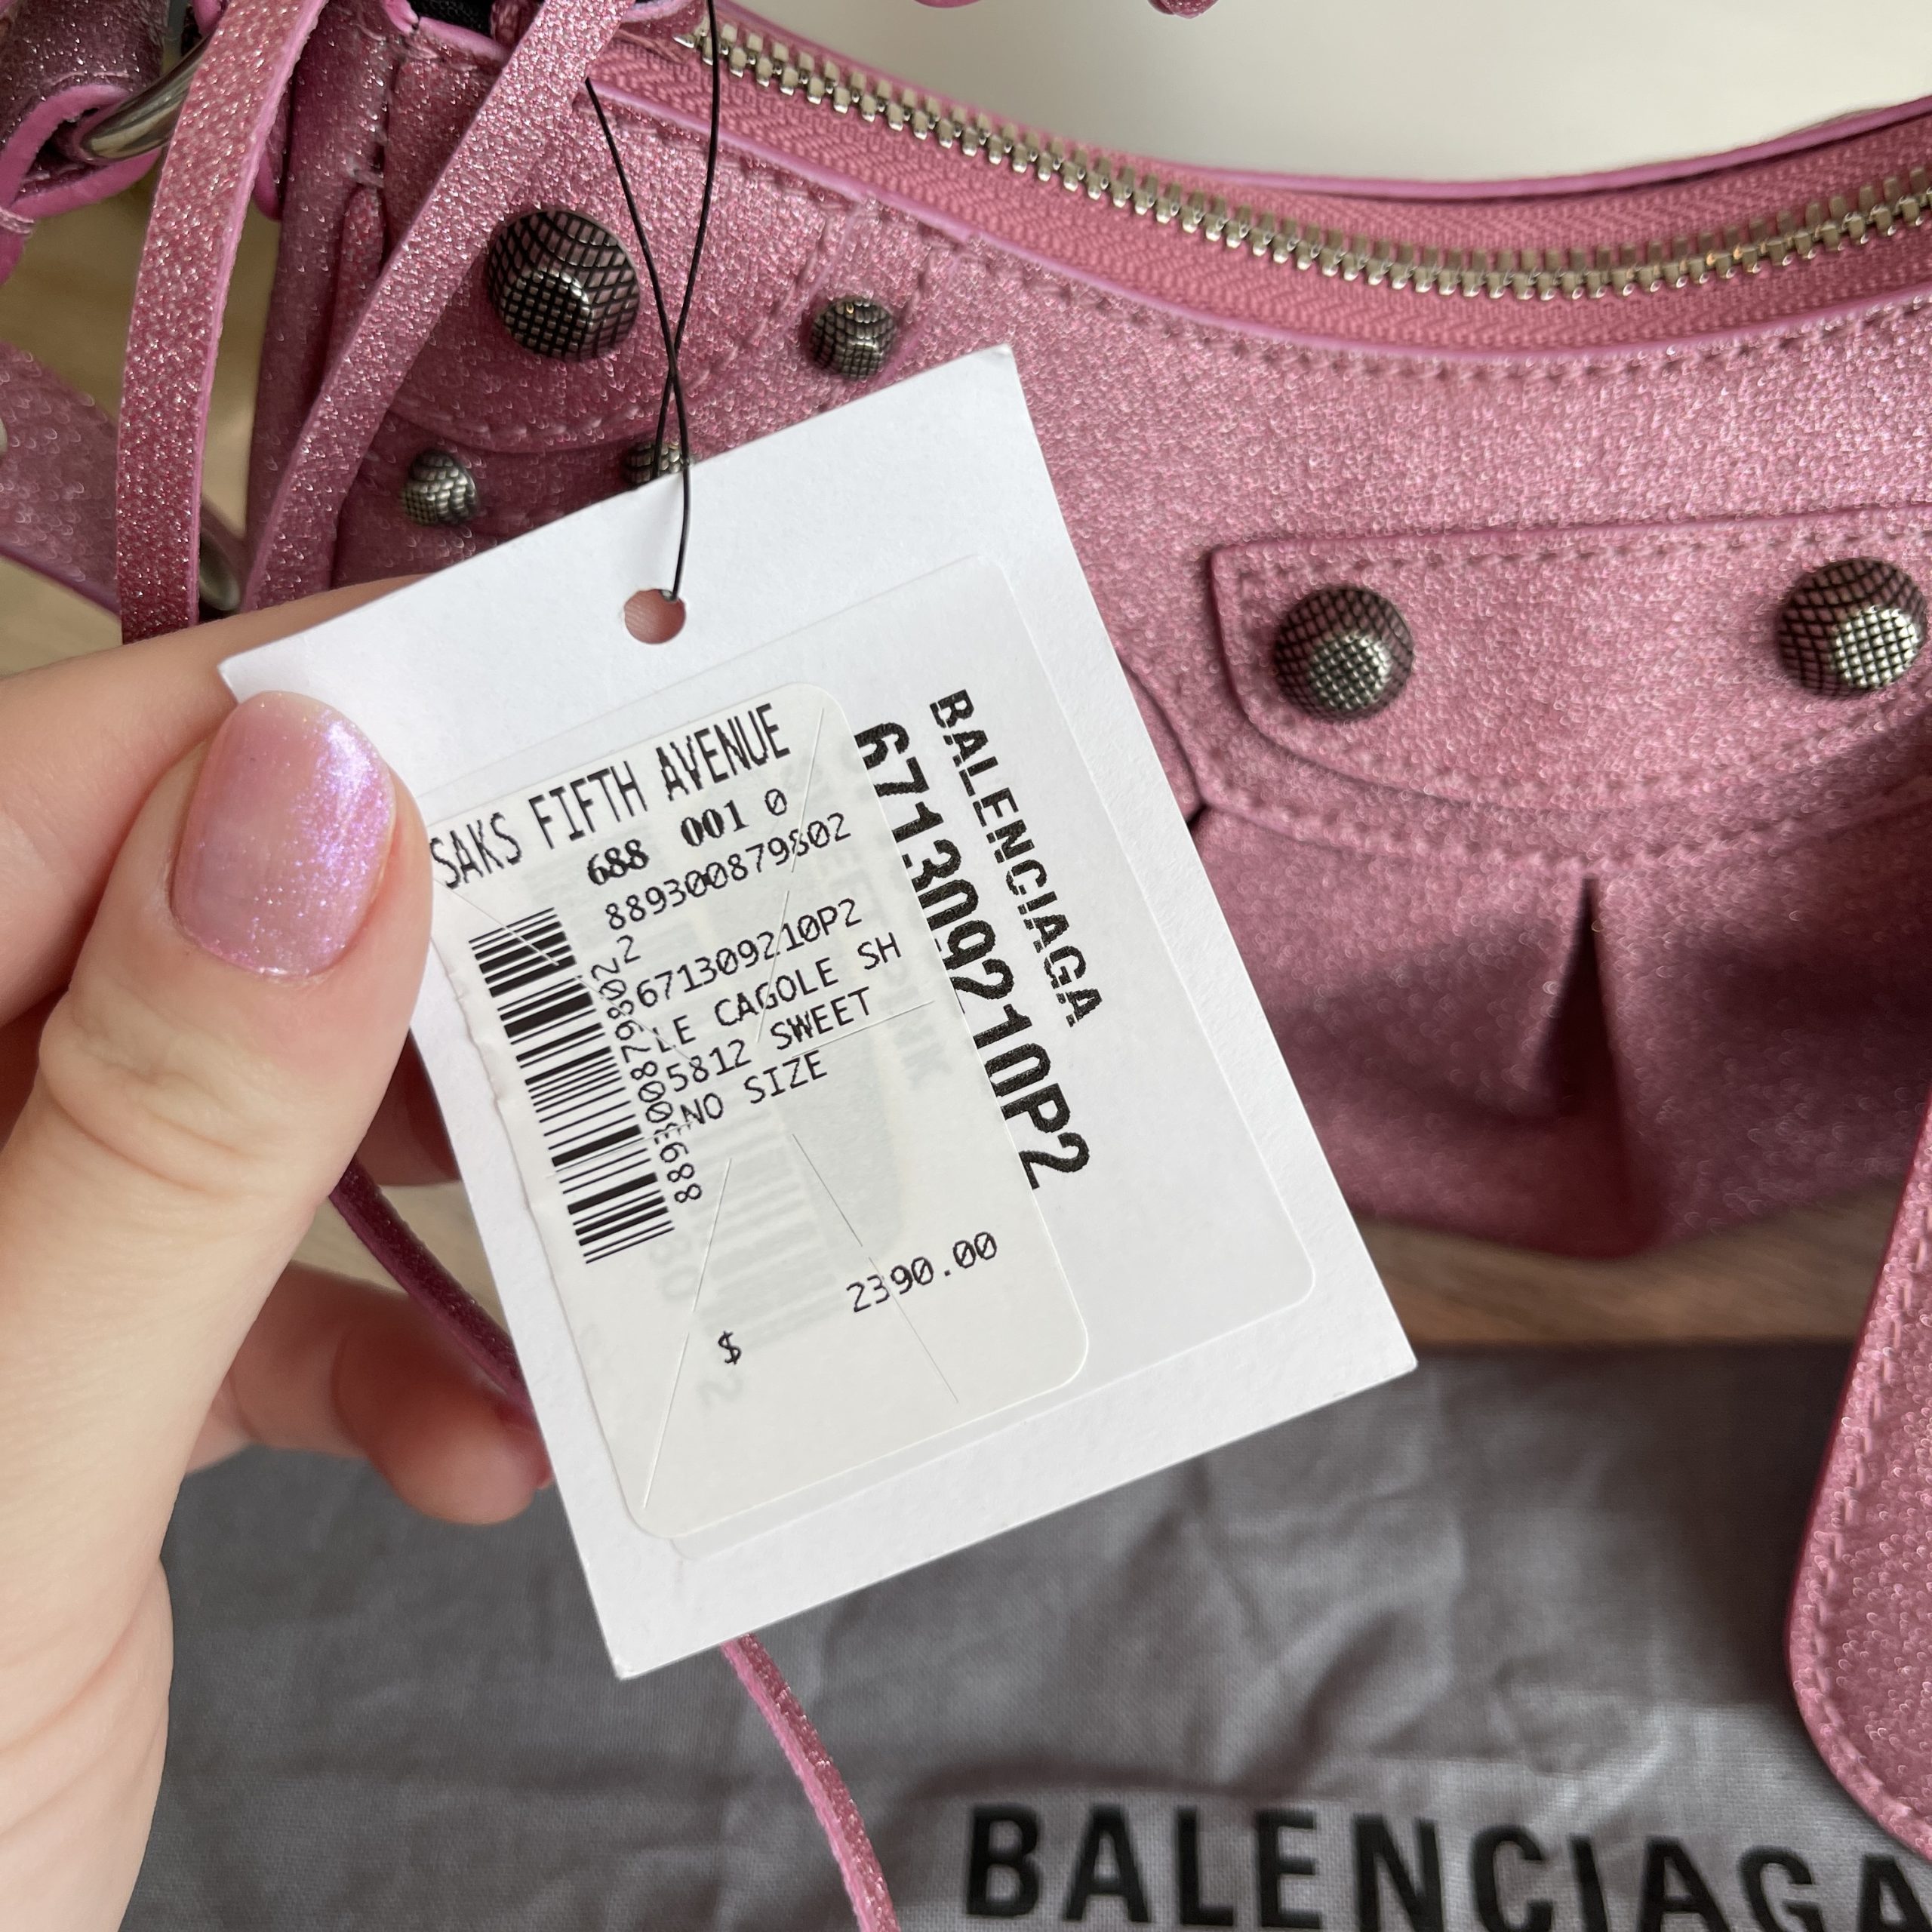 SAKS FIFTH AVENUE
688 001 0
889300879802
671309210P2
LE CAGOLE SH
5812 SWEET
NO SIZE
8893008798022
2390.00
$
BALENCIAGA
671309210P2
BALENCIAGA